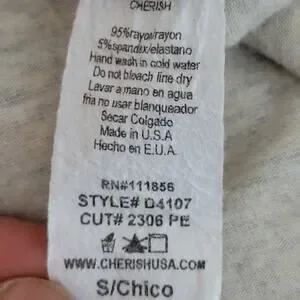 CHERISH
95%rayon/rayon
5%spandex/elastano
Hand wash in cold water
Do not bleach line dry
Lavar a mano en agua
fria no usar blanqueador
Secar Colgado
Made in U.S.A
Hecho en E.U.A.
RN#111856
STYLE# D4107
CUT# 2306 PE
WWW.CHERISHUSA.COM
S/Chico